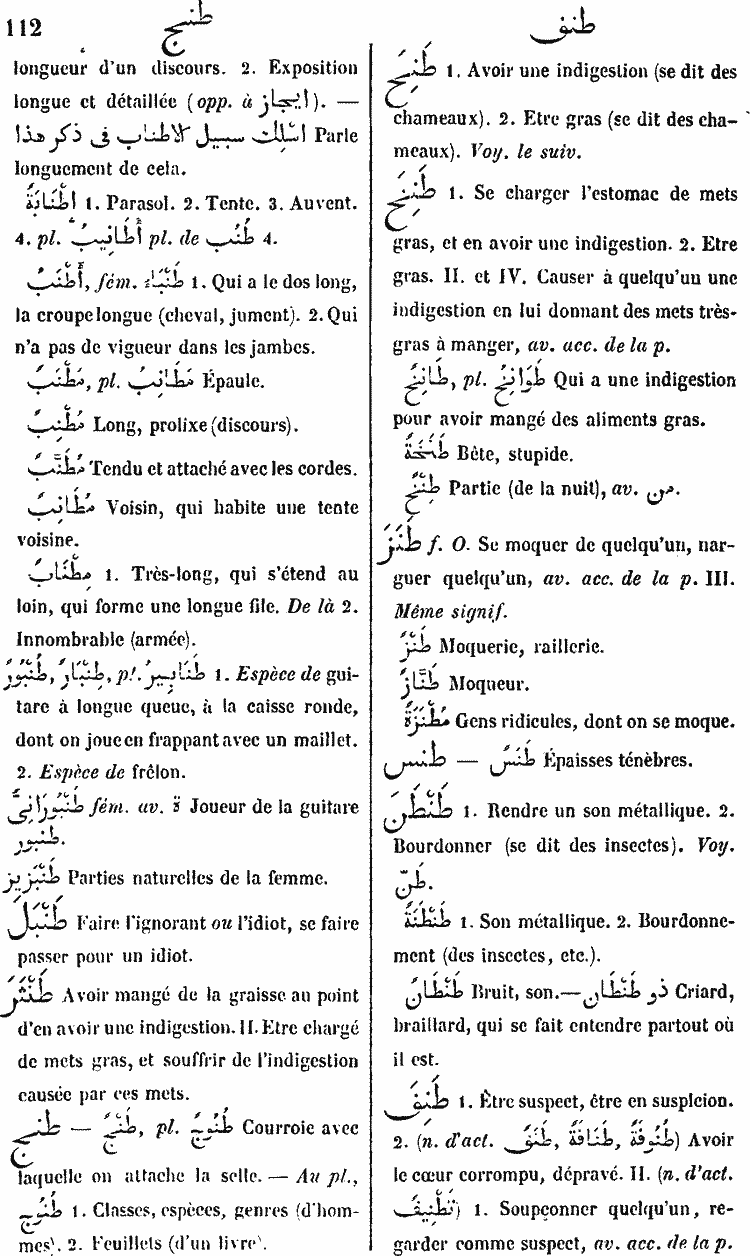 112 طنج طنف
longueur d'un discours. 2. Exposition
longue et détaillée (opp. à ايجاز). —
اسلك سبيل الاطناب فى ذكر هذا Parle
longuement de cela.
إِطْنَابَةٌ 1. Parasol. 2. Tente. 3. Auvent.
4. pl. أَطَانِيبُ pl. de طُنُب 4.
أَطْنَبُ, fém. طَنْبَاءُ 1. Qui a le dos long,
la croupe longue (cheval, jument). 2. Qui
n'a pas de vigueur dans les jambes.
مَطْنَبٌ, pl. مَطَانِبُ Épaule.
مُطْنِبٌ Long, prolixe (discours).
مُطَنَّبٌ Tendu et attaché avec les cordes.
مُطَانِبٌ Voisin, qui habite une tente
voisine.
مِطْنَابٌ 1. Très-long, qui s'étend au
loin, qui forme une longue file. De là 2.
Innombrable (armée).
طُنْبُورٌ, طِنْبَارٌ, pl. طَنَابِيرُ 1. Espèce de gui-
tare à longue queue, à la caisse ronde,
dont on joue en frappant avec un maillet.
2. Espèce de frêlon.
طُنْبُورَانِىٌّ fém. av. ة Joueur de la guitare
طنبور.
طَنْبَرِيز Parties naturelles de la femme.
طَنْبَلَ Faire l'ignorant ou l'idiot, se faire
passer pour un idiot.
طَنْثَرَ Avoir mangé de la graisse au point
d'en avoir une indigestion. II. Etre chargé
de mets gras, et souffrir de l'indigestion
causée par ces mets.
طنج — طَنْجٌ, pl. طُنُوجٌ Courroie avec
laquelle on attache la selle. — Au pl.,
طُنُوجٌ 1. Classes, espèces, genres (d'hom-
mes). 2. Feuillets (d'un livre).
طَنِحَ 1. Avoir une indigestion (se dit des
chameaux). 2. Etre gras (se dit des cha-
meaux). Voy. le suiv.
طَنِخَ 1. Se charger l'estomac de mets
gras, et en avoir une indigestion. 2. Etre
gras. II. et IV. Causer à quelqu'un une
indigestion en lui donnant des mets très-
gras à manger, av. acc. de la p.
طَانِخٌ, pl. طَوَانِخُ Qui a une indigestion
pour avoir mangé des aliments gras.
طَنَخَةٌ Bête, stupide.
طِنْخٌ Partie (de la nuit), av. من.
طَنَزَ f. O. Se moquer de quelqu'un, nar-
guer quelqu'un, av. acc. de la p. III.
Même signif.
طَنْزٌ Moquerie, raillerie.
طَنَّازٌ Moqueur.
مَطْنَزَةٌ Gens ridicules, dont on se moque.
طنس — طَنَسٌ Épaisses ténèbres.
طَنْطَنَ 1. Rendre un son métallique. 2.
Bourdonner (se dit des insectes). Voy.
طنّ.
طَنْطَنَةٌ 1. Son métallique. 2. Bourdonne-
ment (des insectes, etc.).
طَنْطَانٌ Bruit, son.— ذو طَنْطَانٍ Criard,
braillard, qui se fait entendre partout où
il est.
طَنِفَ 1. Être suspect, être en suspicion.
2. (n. d'act. طَنَفٌ, طَنَافَةٌ, طُنُوفَةٌ) Avoir
le cœur corrompu, dépravé. II. (n. d'act.
تَطْنِيفٌ) 1. Soupçonner quelqu'un, re-
garder comme suspect, av. acc. de la p.